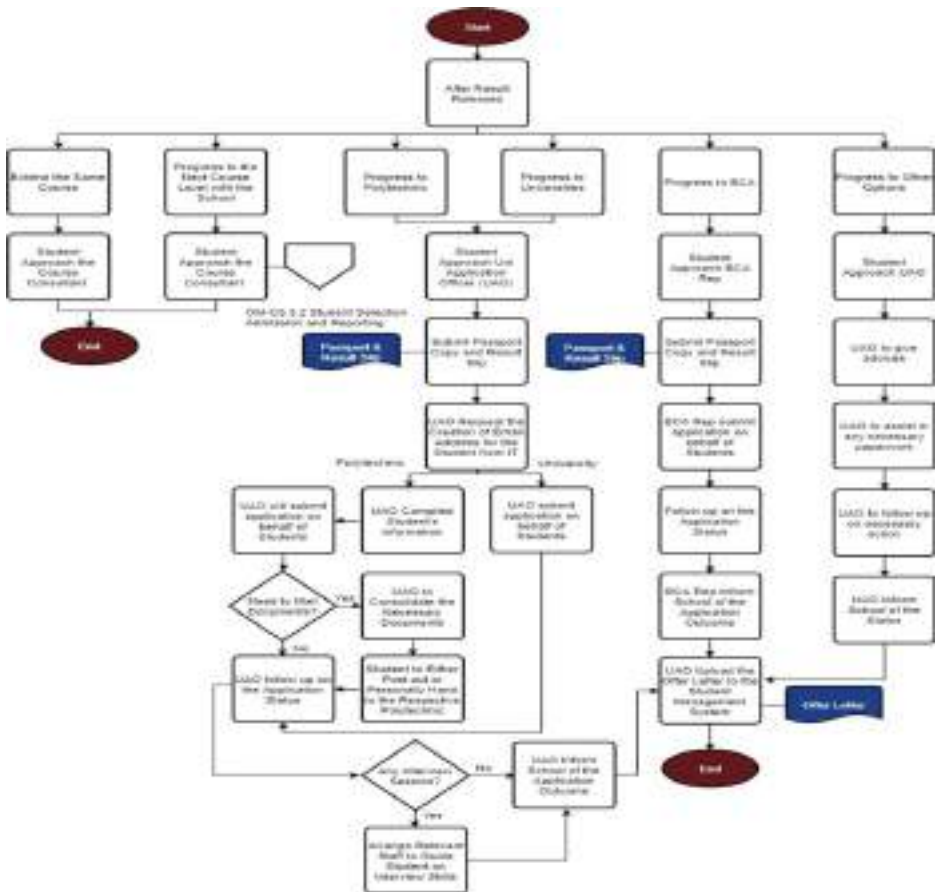 Start
After Result
Released
Extend the Same
Course
Progress to the
Next Course
Level with the
School
Progress to
Polytechnic
Progress to
Universities
Progress to BCA
Progress to Other
Options
Student
Approach the
Course
Consultant
Student
Approach the
Course
Consultant
Student
Approach Uni
Application
Officer (UAO)
Student
Approach BCA
Rep
Student
Approach UAO
Student Selection
Admission and Reporting
End
Passport &
Result Slip
Submit Passport
Copy and Result
Slip
Passport &
Result Slip
Submit Passport
Copy and Result
Slip
UAO to give
advice
UAO Request the
Creation of Email
Address for the
Student from IT
BCA Rep Submit
Application on
behalf of
Students
UAO to assist in
any necessary
paperwork
Polytechnic
University
UAO will submit
application on
behalf of
Students
UAO Compiled
Student's
Information
UAO submit
application on
behalf of
Students
Follow up on the
Application
Status
UAO to follow up
on necessary
action
Need to Mail
Documents?
Yes
UAO to
Consolidate the
Necessary
Documents
BCA Rep Inform
School of the
Application
Outcome
UAO Inform
School of the
Status
No
UAO follow up on
the Application
Status
Student to Either
Post out or
Personally Hand
to the Respective
Polytechnic
UAO Upload the
Offer Letter to the
Student
Management
System
Offer Letter
Any Interview
Session?
No
UAO Inform
School of the
Application
Outcome
End
Yes
Arrange Relevant
Staff to Guide
Student on
Interview Skills